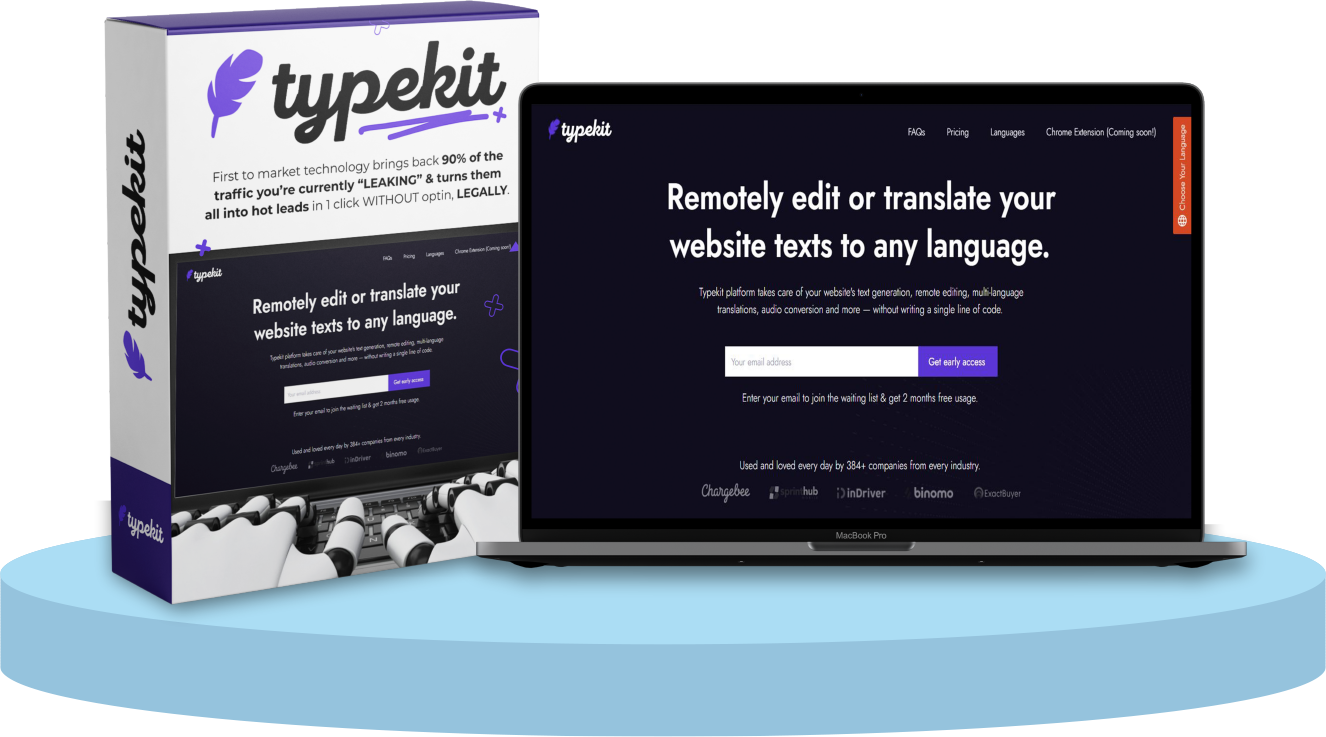 typekit
First to market technology brings back 90% of the
traffic you're currently “LEAKING” & turns them
all into hot leads in 1 click WITHOUT optin, LEGALLY.
typekit
typekit
typekit
FAQs Pricing Languages Chrome Extension (Coming soon!)
Remotely edit or translate your
website texts to any language.
Typekit platform takes care of your website's text generation, remote editing, multi-language
translations, audio conversion and more — without writing a single line of code.
Your email address
Get early access
Enter your email to join the waiting list & get 2 months free usage.
Used and loved every day by 384+ companies from every industry.
Chargebee sprinthub inDriver binomo ExactBuyer
typekit
FAQs Pricing Languages Chrome Extension (Coming soon!)
Choose Your Language
Remotely edit or translate your
website texts to any language.
Typekit platform takes care of your website's text generation, remote editing, multi-language
translations, audio conversion and more — without writing a single line of code.
Your email address
Get early access
Enter your email to join the waiting list & get 2 months free usage.
Used and loved every day by 384+ companies from every industry.
Chargebee sprinthub inDriver binomo ExactBuyer
MacBook Pro